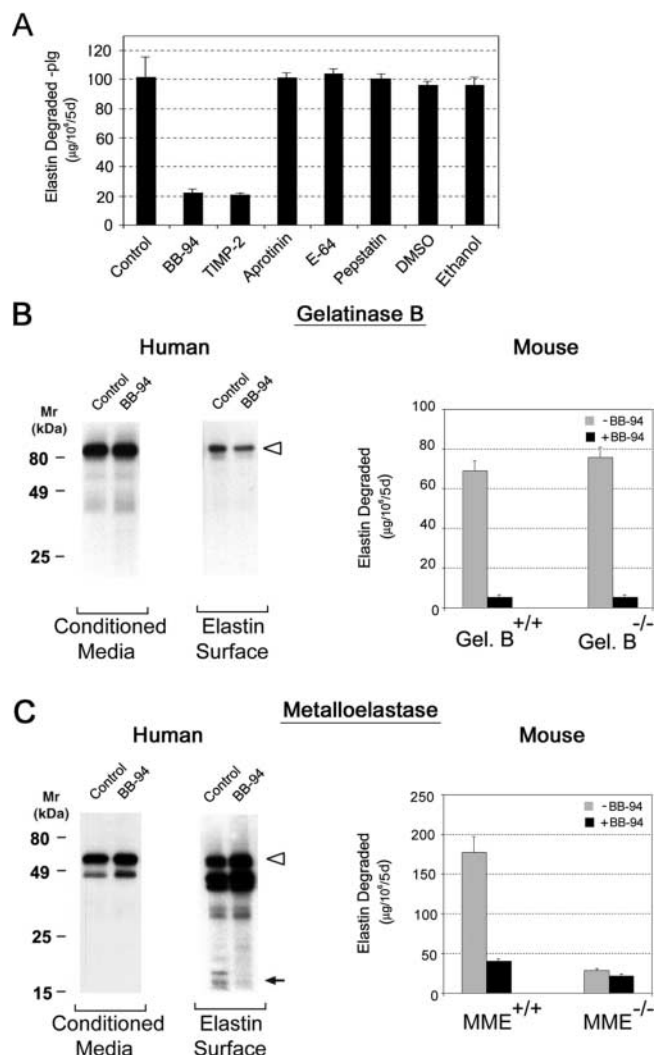 A
Elastin Degraded -plg
(µg/10⁶/5d)
120
100
80
60
40
20
0
Control
BB-94
TIMP-2
Aprotinin
E-64
Pepstatin
DMSO
Ethanol
B
Gelatinase B
Human
Mouse
Control
BB-94
Control
BB-94
Mr
(kDa)
80
49
25
Conditioned
Media
Elastin
Surface
Elastin Degraded
(µg/10⁶/5d)
100
80
60
40
20
0
-BB-94
+BB-94
Gel. B +/+
Gel. B -/-
C
Metalloelastase
Human
Mouse
Control
BB-94
Control
BB-94
Mr
(kDa)
80
49
25
15
Conditioned
Media
Elastin
Surface
Elastin Degraded
(µg/10⁶/5d)
250
200
150
100
50
0
-BB-94
+BB-94
MME +/+
MME -/-